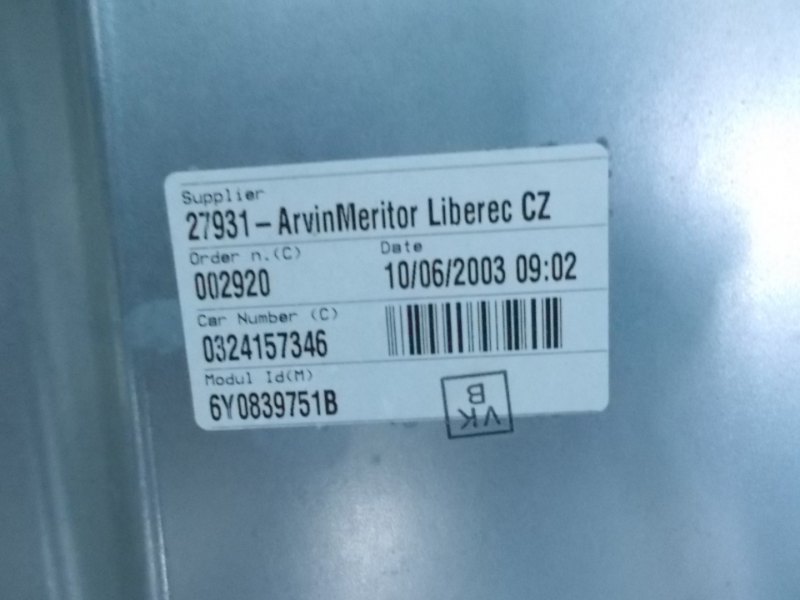 Supplier
27931-ArvinMeritor Liberec CZ
Order n.(C) Date
002920 10/06/2003 09:02
Car Number (C)
0324157346
Modul Id(M)
6Y0839751B
VK
B